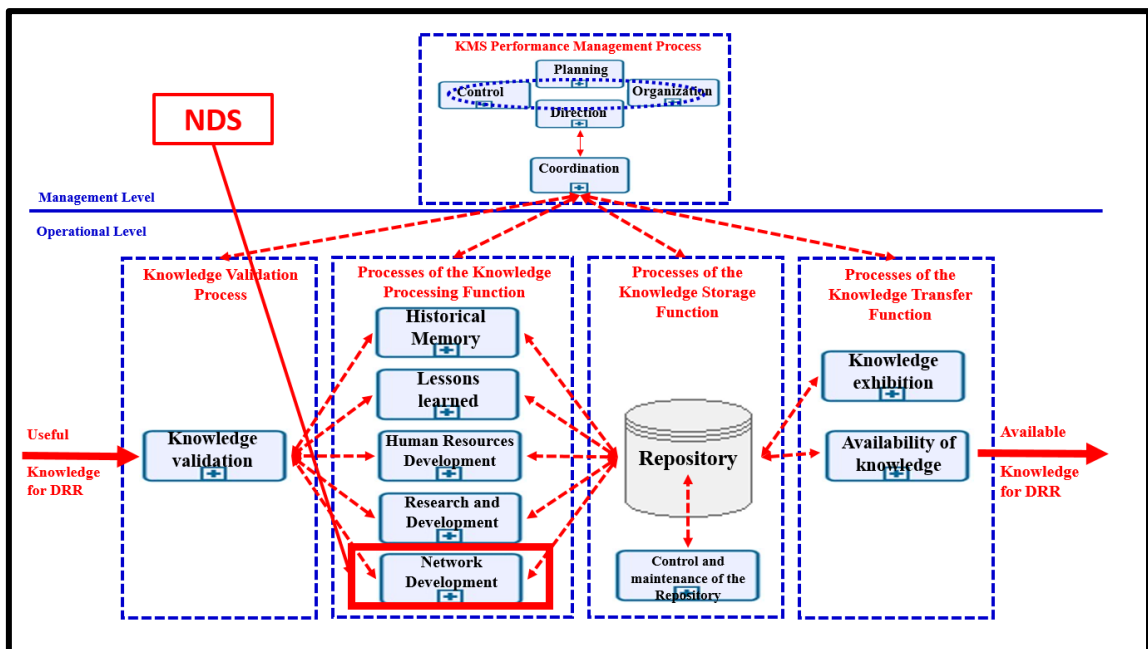 KMS Performance Management Process
Planning
Control
Organization
Direction
NDS
Coordination
Management Level
Operational Level
Knowledge Validation
Process
Processes of the Knowledge
Processing Function
Processes of the
Knowledge Storage
Function
Processes of the
Knowledge Transfer
Function
Historical
Memory
Lessons
learned
Human Resources
Development
Research and
Development
Network
Development
Useful
Knowledge
for DRR
Knowledge
validation
Repository
Control and
maintenance of the
Repository
Knowledge
exhibition
Availability of
knowledge
Available
Knowledge
for DRR